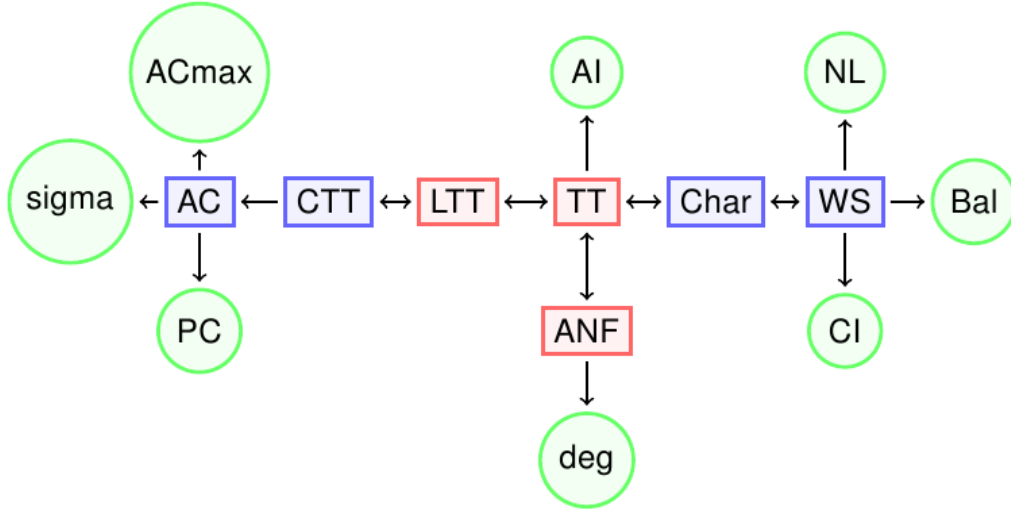 ACmax
AI
NL
sigma
AC
CTT
LTT
TT
Char
WS
Bal
PC
ANF
CI
deg